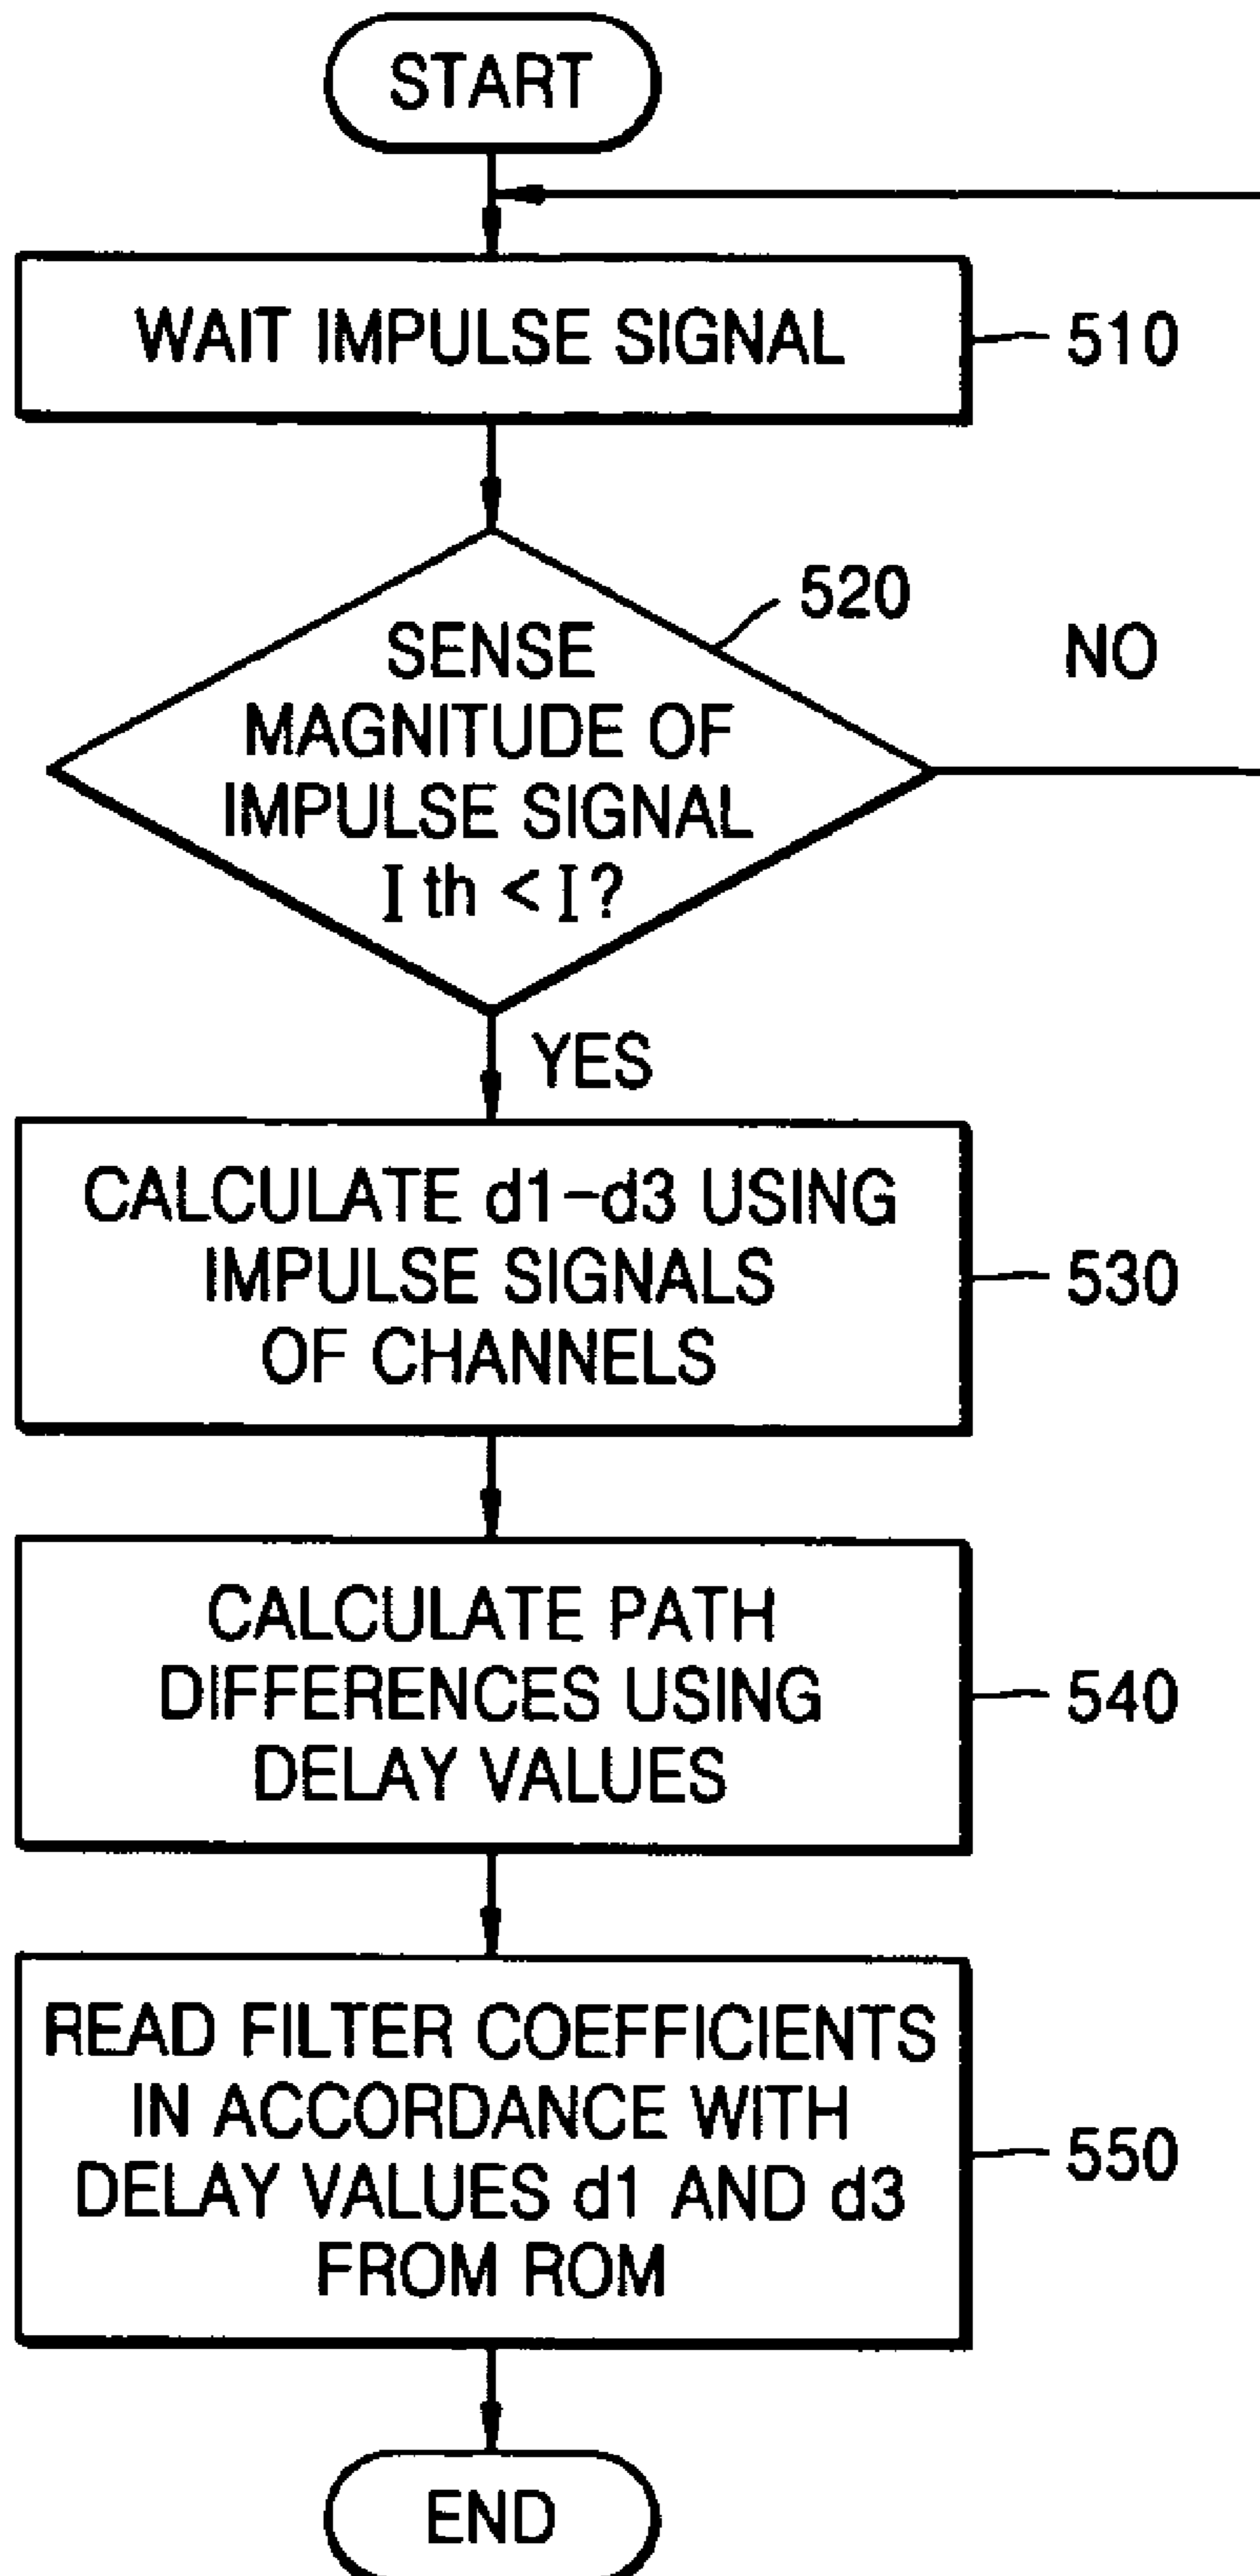 START
WAIT IMPULSE SIGNAL
510
520
SENSE
MAGNITUDE OF
IMPULSE SIGNAL
I th < I ?
NO
YES
CALCULATE d1-d3 USING
IMPULSE SIGNALS
OF CHANNELS
530
CALCULATE PATH
DIFFERENCES USING
DELAY VALUES
540
READ FILTER COEFFICIENTS
IN ACCORDANCE WITH
DELAY VALUES d1 AND d3
FROM ROM
550
END